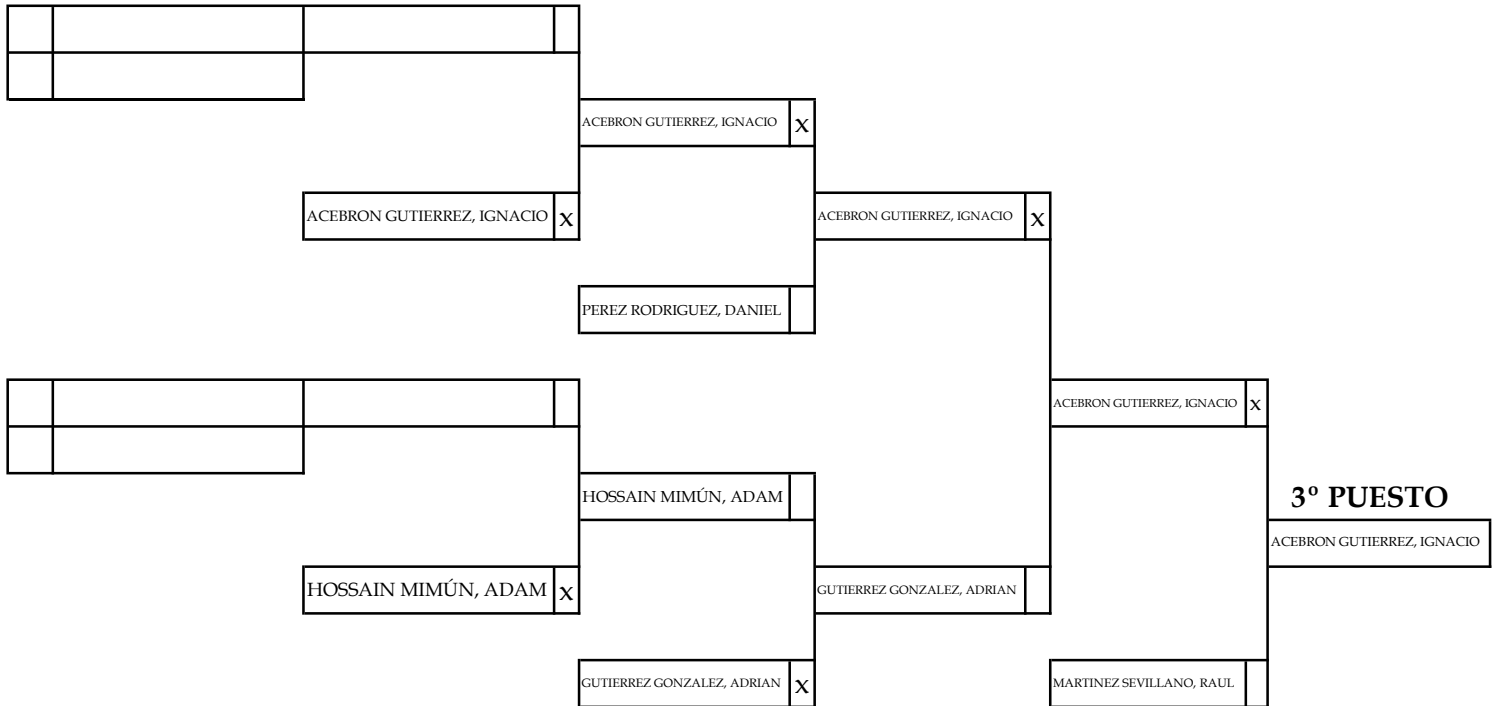 ACEBRON GUTIERREZ, IGNACIO X
ACEBRON GUTIERREZ, IGNACIO X
ACEBRON GUTIERREZ, IGNACIO X
PEREZ RODRIGUEZ, DANIEL
ACEBRON GUTIERREZ, IGNACIO X
HOSSAIN MIMÚN, ADAM
3º PUESTO
ACEBRON GUTIERREZ, IGNACIO
HOSSAIN MIMÚN, ADAM X
GUTIERREZ GONZALEZ, ADRIAN
GUTIERREZ GONZALEZ, ADRIAN X
MARTINEZ SEVILLANO, RAUL